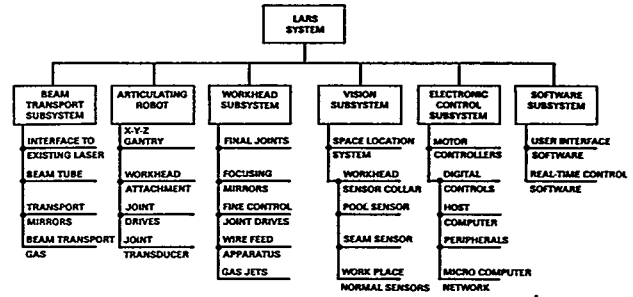 LARS
SYSTEM
BEAM
TRANSPORT
SUBSYSTEM
INTERFACE TO
EXISTING LASER
BEAM TUBE
TRANSPORT
MIRRORS
BEAM TRANSPORT
GAS
ARTICULATING
ROBOT
X-Y-Z
GANTRY
WORKHEAD
ATTACHMENT
JOINT
DRIVES
JOINT
TRANSDUCER
WORKHEAD
SUBSYSTEM
FINAL JOINTS
FOCUSING
MIRRORS
FINE CONTROL
JOINT DRIVES
WIRE FEED
APPARATUS
GAS JETS
VISION
SUBSYSTEM
SPACE LOCATION
SYSTEM
WORKHEAD
SENSOR COLLAR
POOL SENSOR
SEAM SENSOR
WORK PLACE
NORMAL SENSORS
ELECTRONIC
CONTROL
SUBSYSTEM
MOTOR
CONTROLLERS
DIGITAL
CONTROLS
HOST
COMPUTER
PERIPHERALS
MICRO COMPUTER
NETWORK
SOFTWARE
SUBSYSTEM
USER INTERFACE
SOFTWARE
REAL-TIME CONTROL
SOFTWARE